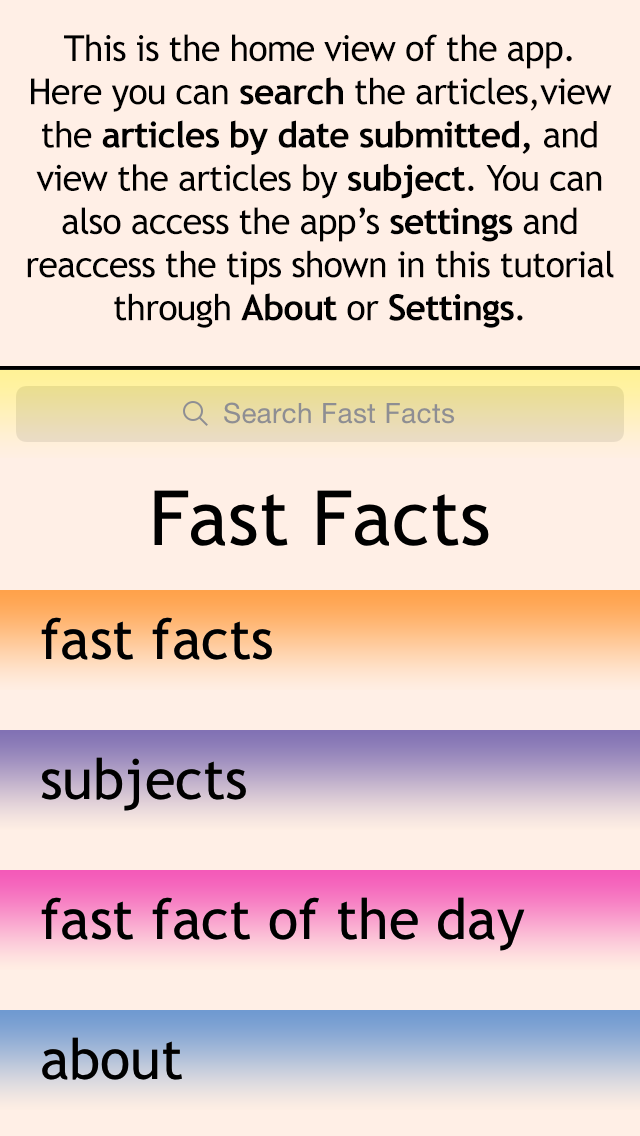 This is the home view of the app.
Here you can search the articles,view
the articles by date submitted, and
view the articles by subject. You can
also access the app’s settings and
reaccess the tips shown in this tutorial
through About or Settings.
Search Fast Facts
Fast Facts
fast facts
subjects
fast fact of the day
about